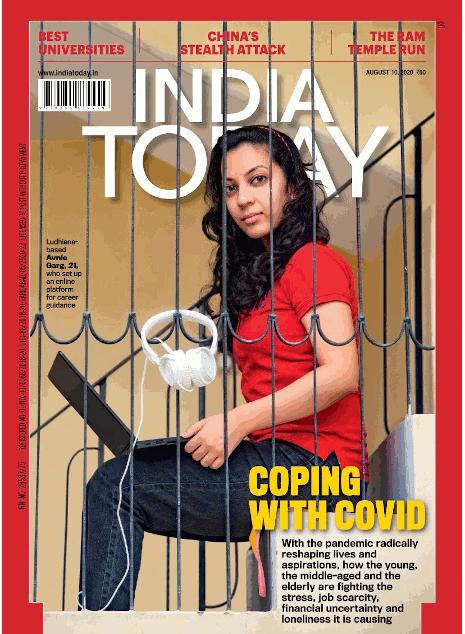 BEST
UNIVERSITIES
CHINA'S
STEALTH ATTACK
THE RAM
TEMPLE RUN
www.indiatoday.in
AUGUST 10, 2020 ₹60
INDIA
TODAY
Ludhiana-
based
Avnie
Garg, 21,
who set up
an online
platform
for career
guidance
COPING
WITH COVID
With the pandemic radically
reshaping lives and
aspirations, how the young,
the middle-aged and the
elderly are fighting the
stress, job scarcity,
financial uncertainty and
loneliness it is causing